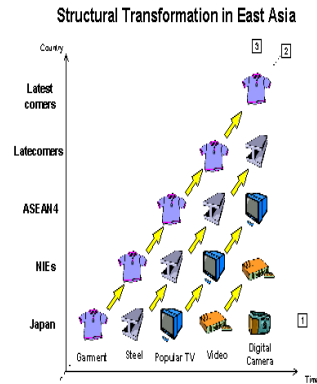 Structural Transformation in East Asia
Country
3
2
Latest
comers
Latecomers
ASEAN4
NIEs
Japan
1
Garment
Steel
Popular TV
Video
Digital
Camera